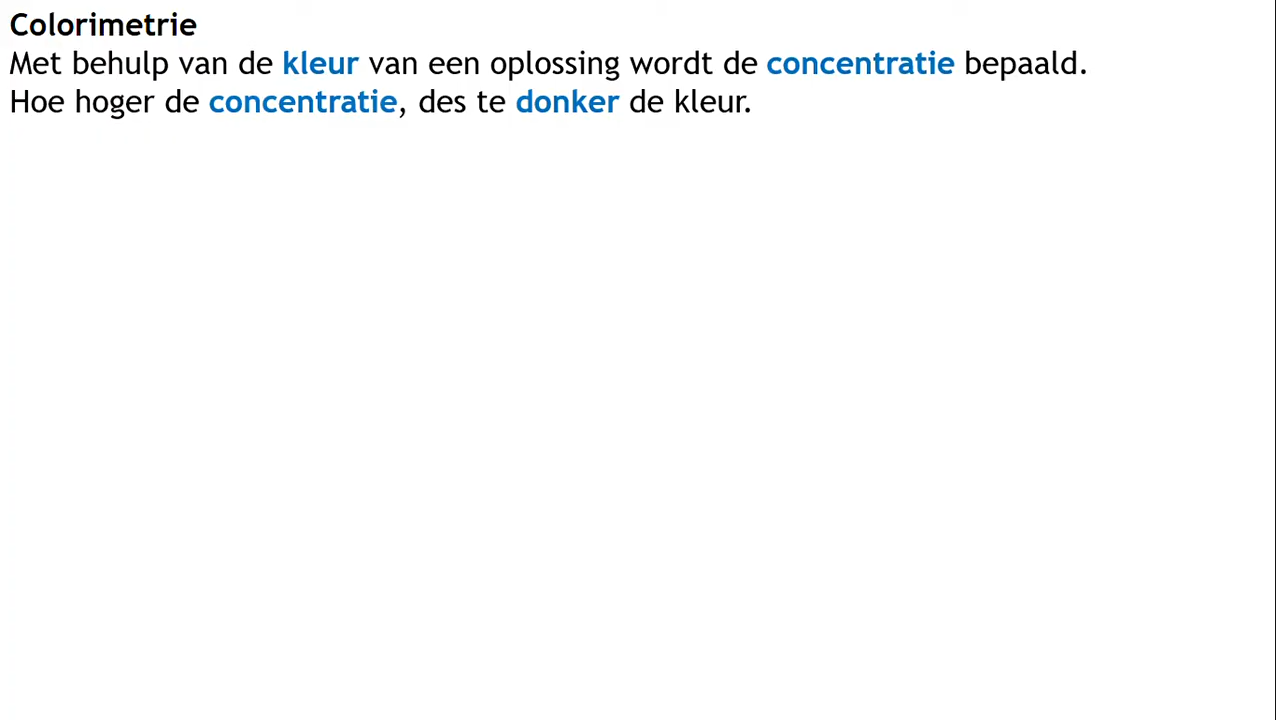 Colorimetrie
Met behulp van de kleur van een oplossing wordt de concentratie bepaald.
Hoe hoger de concentratie, des te donker de kleur.